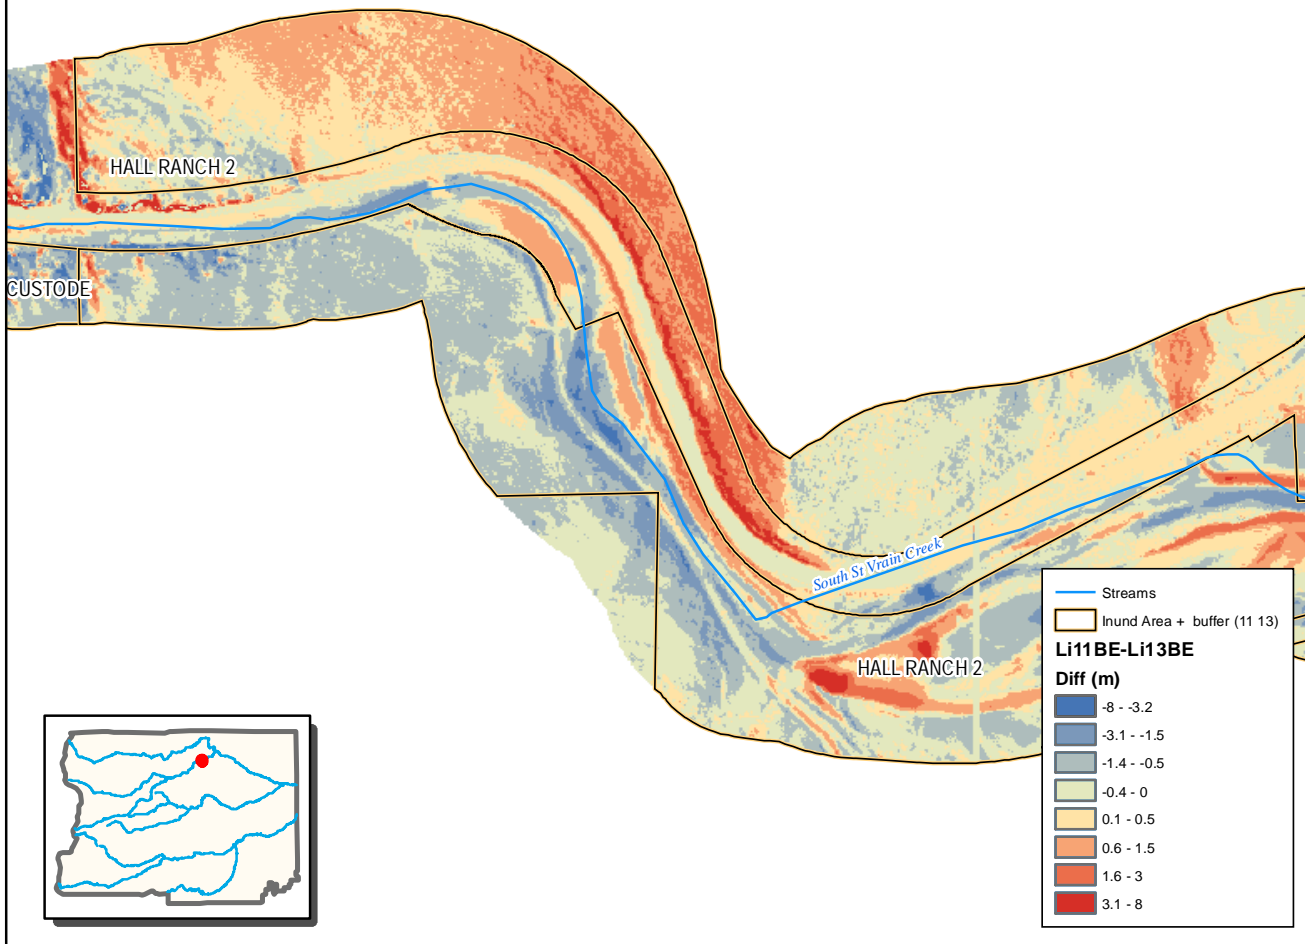 HALL RANCH 2
CUSTODE
South St Vrain Creek
HALL RANCH 2
Streams
Inund Area + buffer (11 13)
Li11BE-Li13BE
Diff (m)
-8 - -3.2
-3.1 - -1.5
-1.4 - -0.5
-0.4 - 0
0.1 - 0.5
0.6 - 1.5
1.6 - 3
3.1 - 8